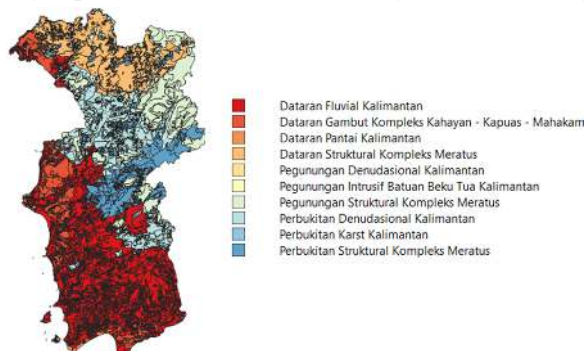 Dataran Fluvial Kalimantan
Dataran Gambut Kompleks Kahayan - Kapuas - Mahakam
Dataran Pantai Kalimantan
Dataran Struktural Kompleks Meratus
Pegunungan Denudasional Kalimantan
Pegunungan Intrusif Batuan Beku Tua Kalimantan
Pegunungan Struktural Kompleks Meratus
Perbukitan Denudasional Kalimantan
Perbukitan Karst Kalimantan
Perbukitan Struktural Kompleks Meratus